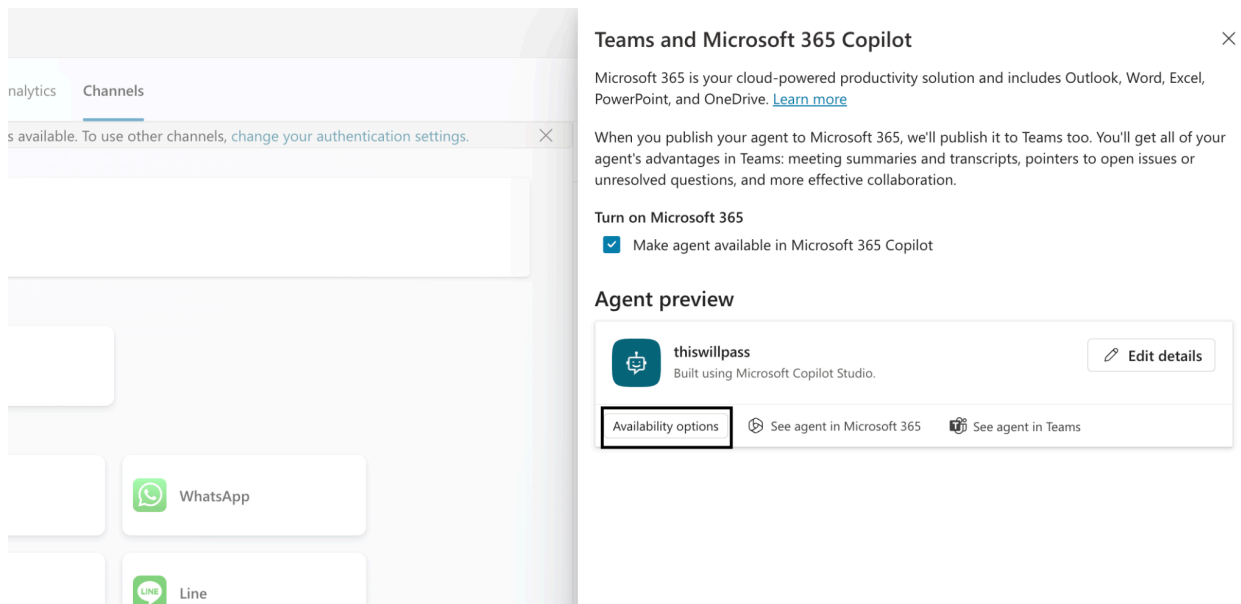 Channels
s available. To use other channels, change your authentication settings.
WhatsApp
LINE
Line
Teams and Microsoft 365 Copilot
Microsoft 365 is your cloud-powered productivity solution and includes Outlook, Word, Excel,
PowerPoint, and OneDrive. Learn more
When you publish your agent to Microsoft 365, we'll publish it to Teams too. You'll get all of your
agent's advantages in Teams: meeting summaries and transcripts, pointers to open issues or
unresolved questions, and more effective collaboration.
Turn on Microsoft 365
Make agent available in Microsoft 365 Copilot
Agent preview
thiswillpass
Built using Microsoft Copilot Studio.
Edit details
Availability options
See agent in Microsoft 365
See agent in Teams